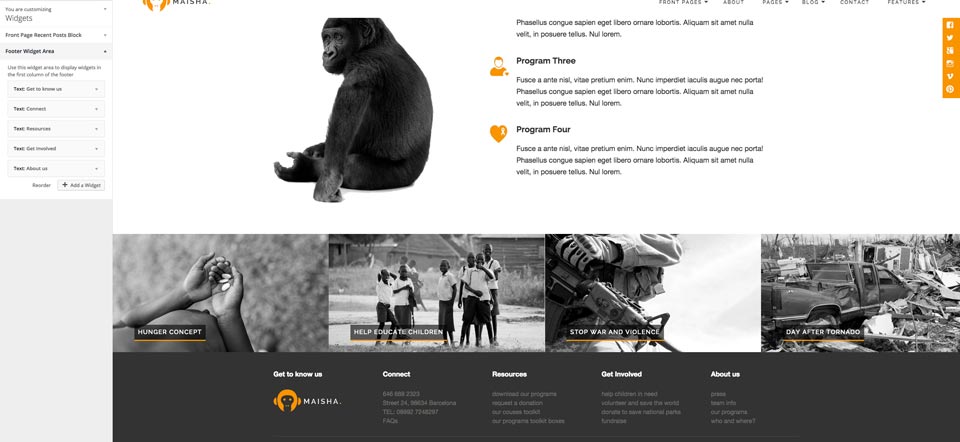 You are customizing
Widgets
Front Page Recent Posts Block
Footer Widget Area
Use this widget area to display widgets in
the first column of the footer
Text: Get to know us
Text: Connect
Text: Resources
Text: Get Involved
Text: About us
Reorder
+ Add a Widget
MAISHA.
FRONT PAGES
ABOUT
PAGES
BLOG
CONTACT
FEATURES
Phasellus congue sapien eget libero ornare lobortis. Aliquam sit amet nulla
velit, in posuere tellus. Nul lorem.
Program Three
Fusce a ante nisl, vitae pretium enim. Nunc imperdiet iaculis augue nec porta!
Phasellus congue sapien eget libero ornare lobortis. Aliquam sit amet nulla
velit, in posuere tellus. Nul lorem.
Program Four
Fusce a ante nisl, vitae pretium enim. Nunc imperdiet iaculis augue nec porta!
Phasellus congue sapien eget libero ornare lobortis. Aliquam sit amet nulla
velit, in posuere tellus. Nul lorem.
HUNGER CONCEPT
HELP EDUCATE CHILDREN
STOP WAR AND VIOLENCE
DAY AFTER TORNADO
Get to know us
MAISHA.
Connect
646 889 2323
Street 24, 98634 Barcelona
TEL: 08992 7248297
FAQs
Resources
download our programs
request a donation
our couses toolkit
our programs toolkit boxes
Get Involved
help children in need
volunteer and save the world
donate to save national parks
fundraise
About us
press
team info
our programs
who and where?